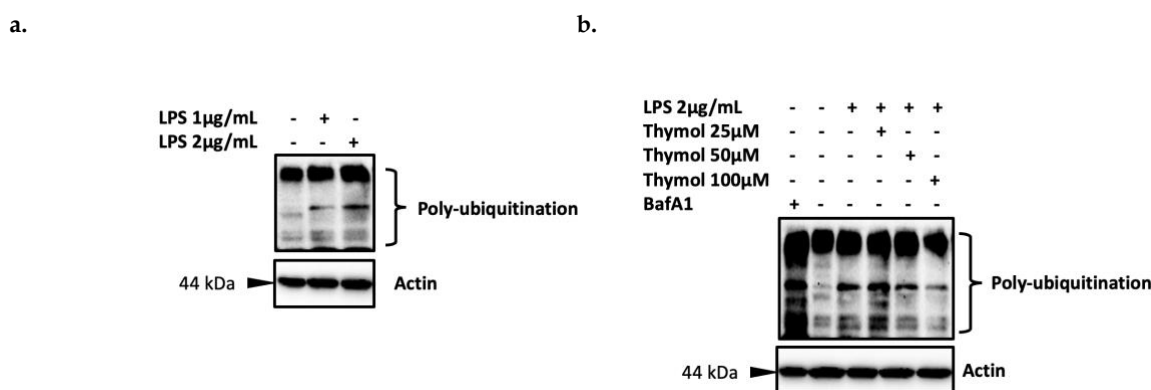 a.
LPS 1µg/mL - + -
LPS 2µg/mL - - +
Poly-ubiquitination
44 kDa Actin
b.
LPS 2µg/mL - - + + + +
Thymol 25µM - - - + - -
Thymol 50µM - - - - + -
Thymol 100µM - - - - - +
BafA1 + - - - - -
Poly-ubiquitination
44 kDa Actin